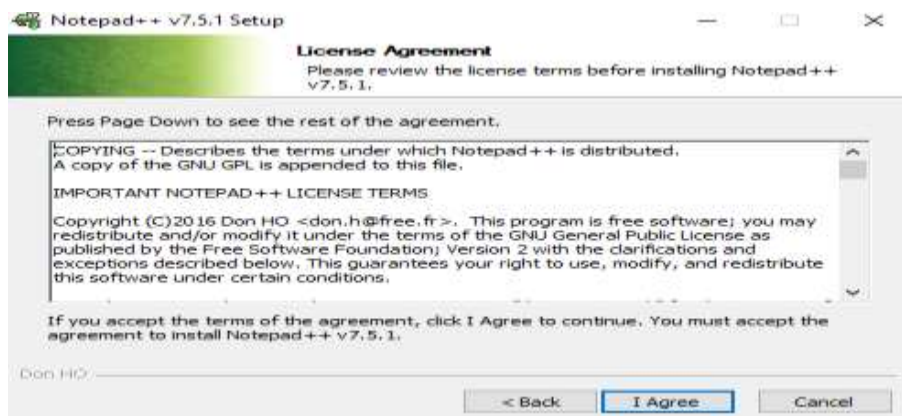 Notepad++ v7.5.1 Setup
License Agreement
Please review the license terms before installing Notepad++
v7.5.1.
Press Page Down to see the rest of the agreement.
COPYING -- Describes the terms under which Notepad++ is distributed.
A copy of the GNU GPL is appended to this file.
IMPORTANT NOTEPAD++ LICENSE TERMS
Copyright (C)2016 Don HO <don.h@free.fr>. This program is free software; you may
redistribute and/or modify it under the terms of the GNU General Public License as
published by the Free Software Foundation; Version 2 with the clarifications and
exceptions described below. This guarantees your right to use, modify, and redistribute
this software under certain conditions.
If you accept the terms of the agreement, click I Agree to continue. You must accept the
agreement to install Notepad++ v7.5.1.
Don HO
< Back
I Agree
Cancel